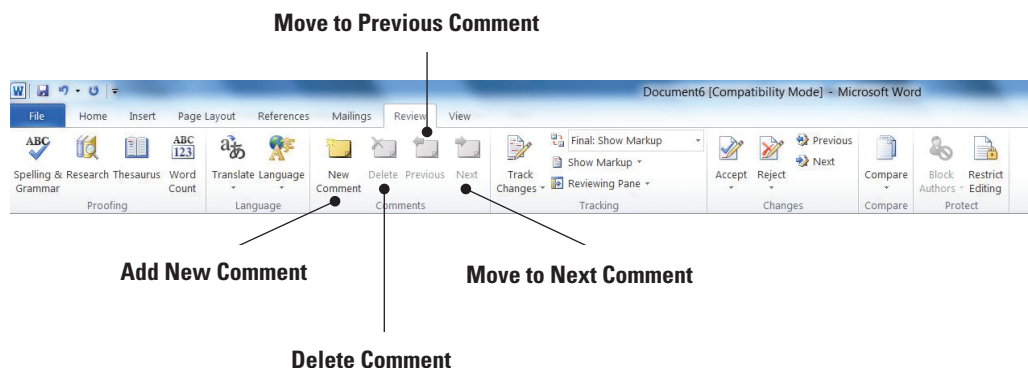 Move to Previous Comment
W
Document6 [Compatibility Mode] - Microsoft Word
File Home Insert Page Layout References Mailings Review View
ABC
Spelling & Grammar
Research
Thesaurus
ABC
123
Word Count
Proofing
aあ
Translate
Language
Language
New Comment
Delete
Previous
Next
Comments
Track Changes
Final: Show Markup
Show Markup
Reviewing Pane
Tracking
Accept
Reject
Previous
Next
Changes
Compare
Compare
Block Authors
Restrict Editing
Protect
Add New Comment
Move to Next Comment
Delete Comment